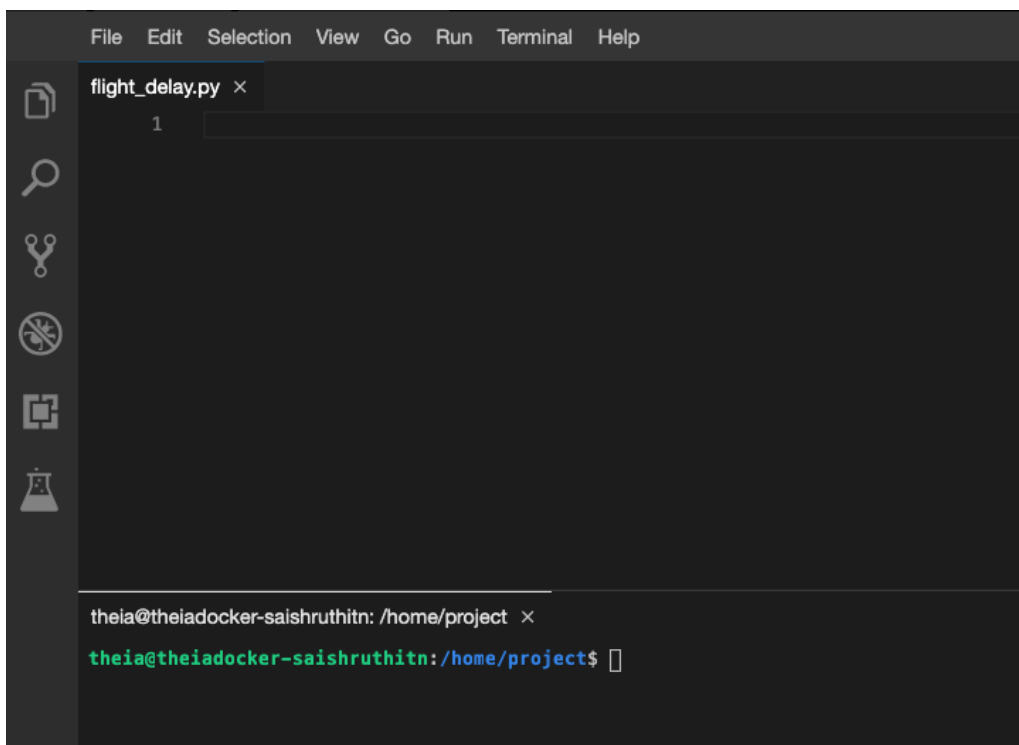 File Edit Selection View Go Run Terminal Help
flight_delay.py ×
1
theia@theiadocker-saishruthitn: /home/project ×
theia@theiadocker-saishruthitn:/home/project$